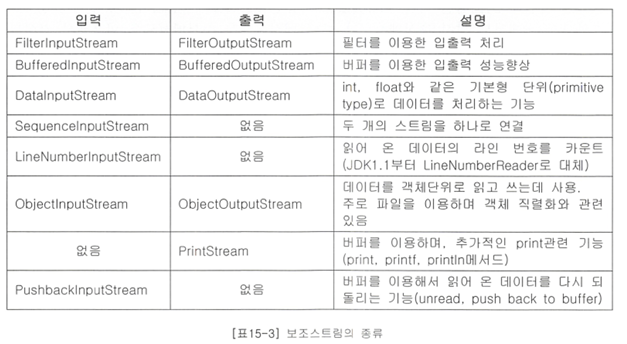 입력 출력 설명
FilterInputStream FilterOutputStream 필터를 이용한 입출력 처리
BufferedInputStream BufferedOutputStream 버퍼를 이용한 입출력 성능향상
DataInputStream DataOutputStream int, float와 같은 기본형 단위(primitive
type)로 데이터를 처리하는 기능
SequenceInputStream 없음 두 개의 스트림을 하나로 연결
LineNumberInputStream 없음 읽어 온 데이터의 라인 번호를 카운트
(JDK1.1부터 LineNumberReader로 대체)
ObjectInputStream ObjectOutputStream 데이터를 객체단위로 읽고 쓰는데 사용.
주로 파일을 이용하며 객체 직렬화와 관련
있음
없음 PrintStream 버퍼를 이용하며, 추가적인 print관련 기능
(print, printf, println메서드)
PushbackInputStream 없음 버퍼를 이용해서 읽어 온 데이터를 다시 되
돌리는 기능(unread, push back to buffer)
[표15-3] 보조스트림의 종류